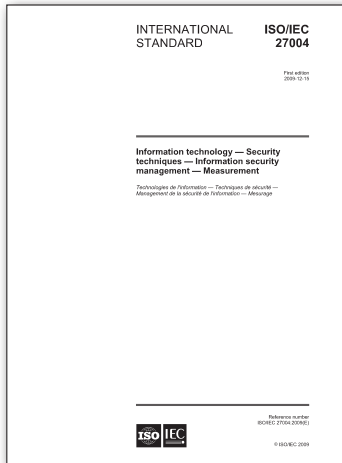 INTERNATIONAL STANDARD
ISO/IEC 27004
First edition
2009-12-15
Information technology — Security
techniques — Information security
management — Measurement
Technologies de l'information — Techniques de sécurité —
Management de la sécurité de l'information — Mesurage
Reference number
ISO/IEC 27004:2009(E)
ISO IEC
© ISO/IEC 2009